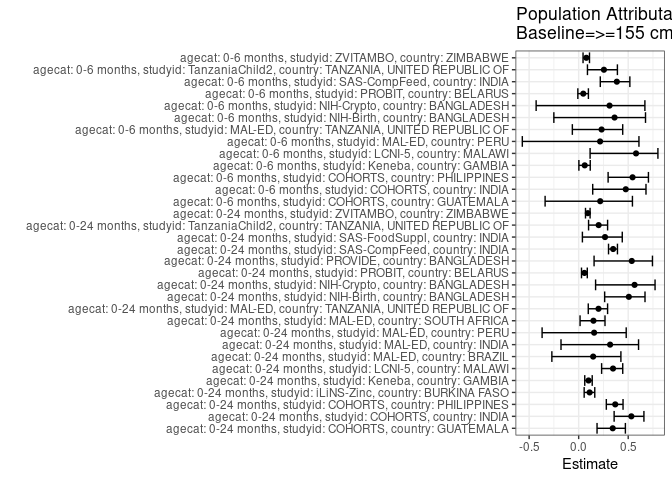 Population Attributa
Baseline=>=155 cm
agecat: 0-6 months, studyid: ZVITAMBO, country: ZIMBABWE
agecat: 0-6 months, studyid: TanzaniaChild2, country: TANZANIA, UNITED REPUBLIC OF
agecat: 0-6 months, studyid: SAS-CompFeed, country: INDIA
agecat: 0-6 months, studyid: PROBIT, country: BELARUS
agecat: 0-6 months, studyid: NIH-Crypto, country: BANGLADESH
agecat: 0-6 months, studyid: NIH-Birth, country: BANGLADESH
agecat: 0-6 months, studyid: MAL-ED, country: TANZANIA, UNITED REPUBLIC OF
agecat: 0-6 months, studyid: MAL-ED, country: PERU
agecat: 0-6 months, studyid: LCNI-5, country: MALAWI
agecat: 0-6 months, studyid: Keneba, country: GAMBIA
agecat: 0-6 months, studyid: COHORTS, country: PHILIPPINES
agecat: 0-6 months, studyid: COHORTS, country: INDIA
agecat: 0-6 months, studyid: COHORTS, country: GUATEMALA
agecat: 0-24 months, studyid: ZVITAMBO, country: ZIMBABWE
agecat: 0-24 months, studyid: TanzaniaChild2, country: TANZANIA, UNITED REPUBLIC OF
agecat: 0-24 months, studyid: SAS-FoodSuppl, country: INDIA
agecat: 0-24 months, studyid: SAS-CompFeed, country: INDIA
agecat: 0-24 months, studyid: PROVIDE, country: BANGLADESH
agecat: 0-24 months, studyid: PROBIT, country: BELARUS
agecat: 0-24 months, studyid: NIH-Crypto, country: BANGLADESH
agecat: 0-24 months, studyid: NIH-Birth, country: BANGLADESH
agecat: 0-24 months, studyid: MAL-ED, country: TANZANIA, UNITED REPUBLIC OF
agecat: 0-24 months, studyid: MAL-ED, country: SOUTH AFRICA
agecat: 0-24 months, studyid: MAL-ED, country: PERU
agecat: 0-24 months, studyid: MAL-ED, country: INDIA
agecat: 0-24 months, studyid: MAL-ED, country: BRAZIL
agecat: 0-24 months, studyid: LCNI-5, country: MALAWI
agecat: 0-24 months, studyid: Keneba, country: GAMBIA
agecat: 0-24 months, studyid: iLiNS-Zinc, country: BURKINA FASO
agecat: 0-24 months, studyid: COHORTS, country: PHILIPPINES
agecat: 0-24 months, studyid: COHORTS, country: INDIA
agecat: 0-24 months, studyid: COHORTS, country: GUATEMALA
-0.5 0.0 0.5
Estimate